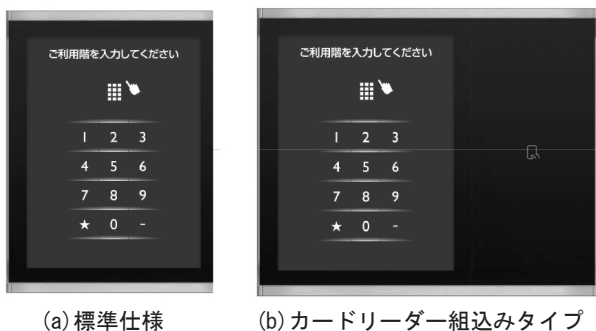 ご利用階を入力してください
1 2 3
4 5 6
7 8 9
★ 0 -
(a)標準仕様
ご利用階を入力してください
1 2 3
4 5 6
7 8 9
★ 0 -
(b)カードリーダー組込みタイプ